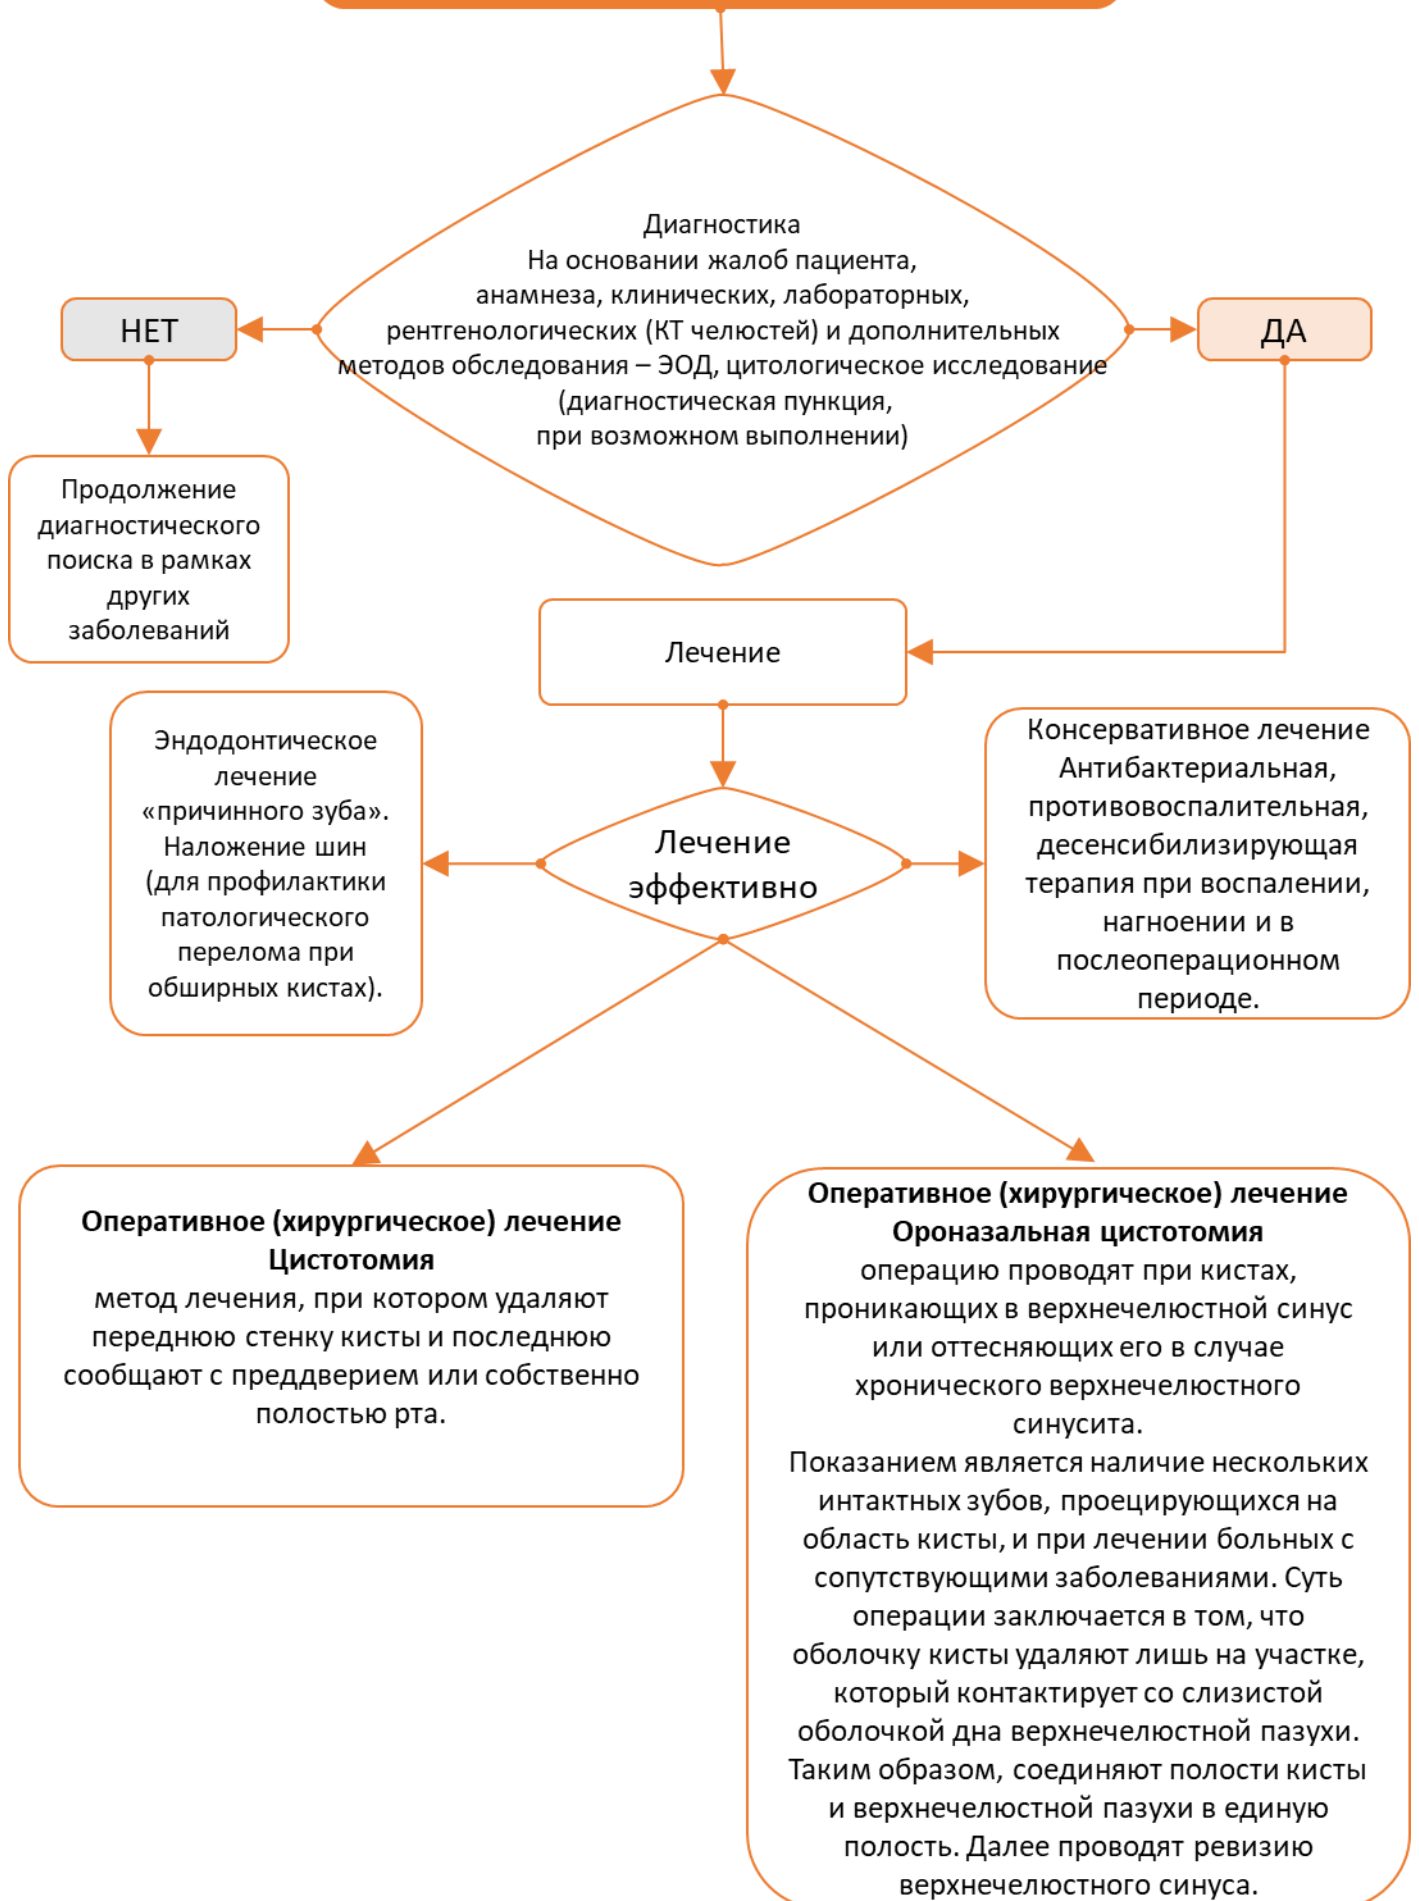 Диагностика
На основании жалоб пациента,
анамнеза, клинических, лабораторных,
рентгенологических (КТ челюстей) и дополнительных
методов обследования – ЭОД, цитологическое исследование
(диагностическая пункция,
при возможном выполнении)
НЕТ
ДА
Продолжение
диагностического
поиска в рамках
других
заболеваний
Лечение
Эндодонтическое
лечение
«причинного зуба».
Наложение шин
(для профилактики
патологического
перелома при
обширных кистах).
Лечение
эффективно
Консервативное лечение
Антибактериальная,
противовоспалительная,
десенсибилизирующая
терапия при воспалении,
нагноении и в
послеоперационном
периоде.
Оперативное (хирургическое) лечение
Цистотомия
метод лечения, при котором удаляют
переднюю стенку кисты и последнюю
сообщают с преддверием или собственно
полостью рта.
Оперативное (хирургическое) лечение
Ороназальная цистотомия
операцию проводят при кистах,
проникающих в верхнечелюстной синус
или оттесняющих его в случае
хронического верхнечелюстного
синусита.
Показанием является наличие нескольких
интактных зубов, проецирующихся на
область кисты, и при лечении больных с
сопутствующими заболеваниями. Суть
операции заключается в том, что
оболочку кисты удаляют лишь на участке,
который контактирует со слизистой
оболочкой дна верхнечелюстной пазухи.
Таким образом, соединяют полости кисты
и верхнечелюстной пазухи в единую
полость. Далее проводят ревизию
верхнечелюстного синуса.